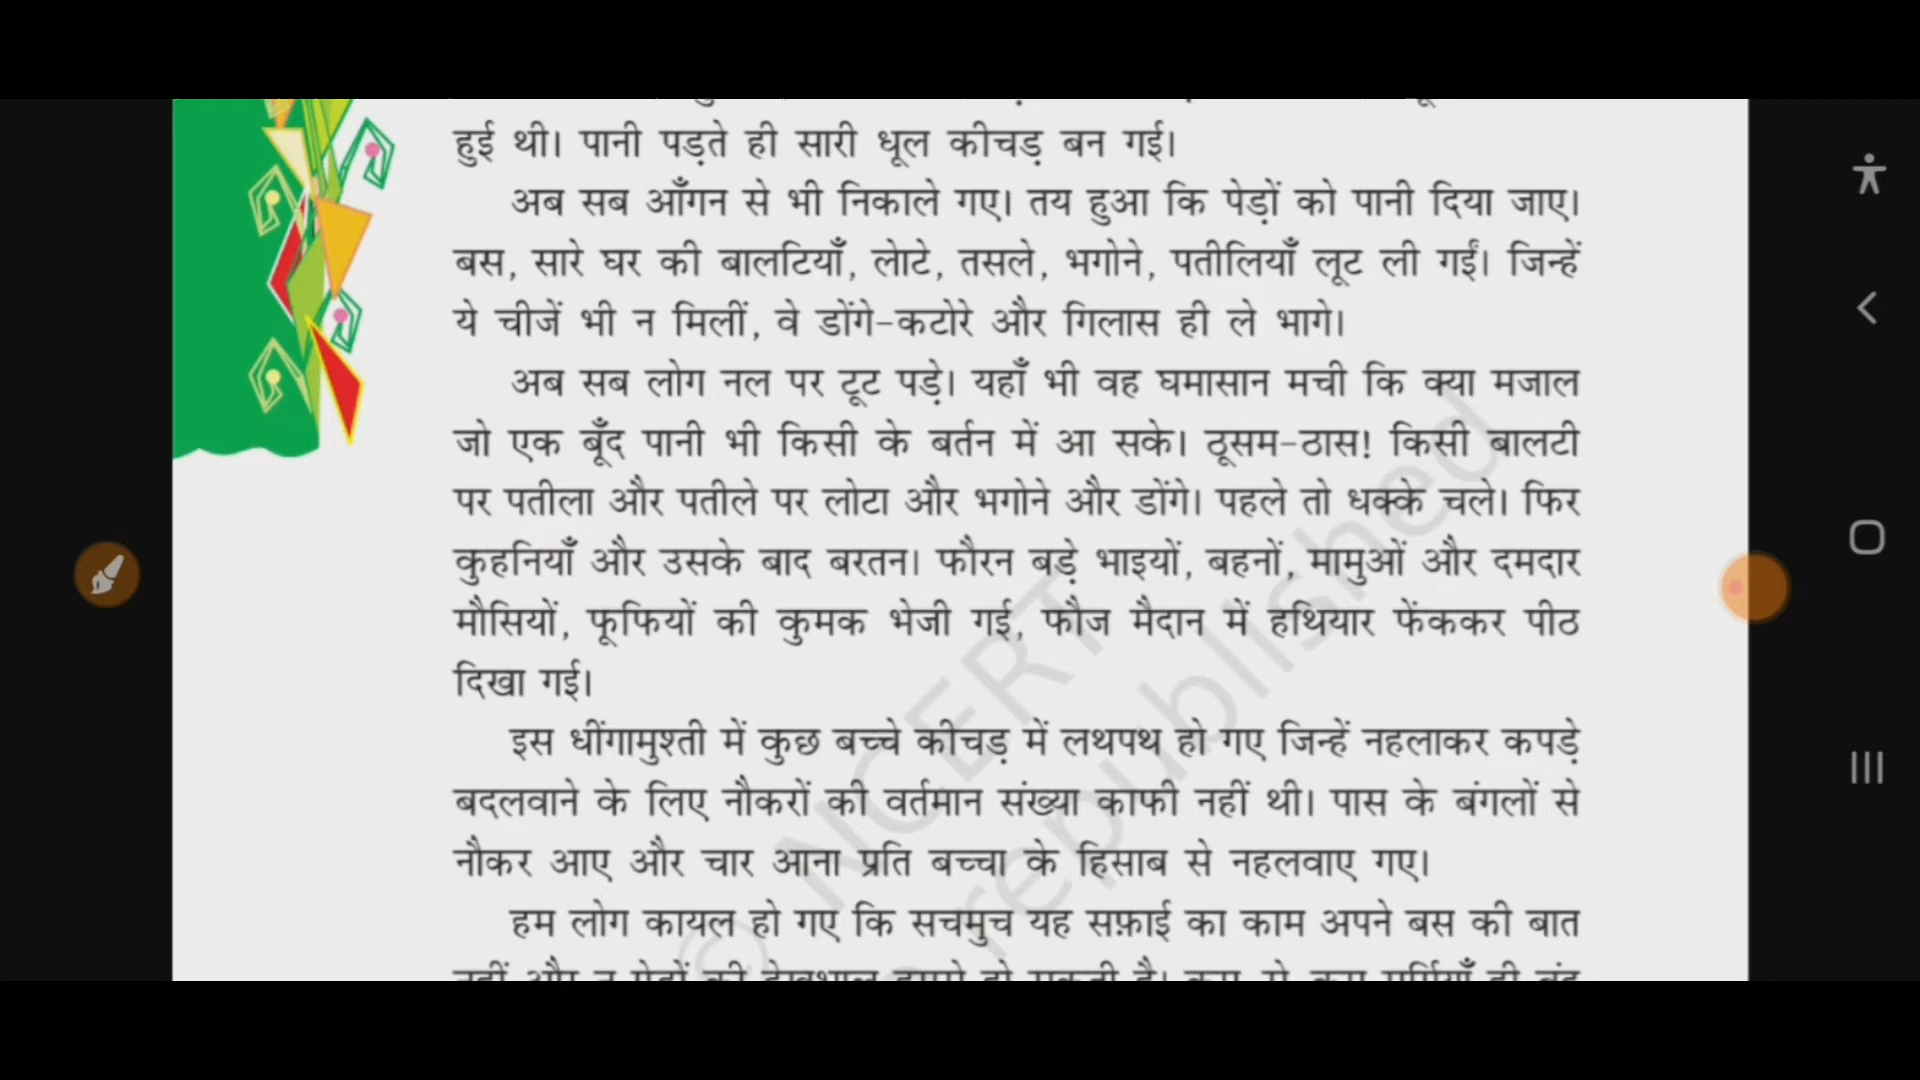 हुई थी। पानी पड़ते ही सारी धूल कीचड़ बन गई।
अब सब आँगन से भी निकाले गए। तय हुआ कि पेड़ों को पानी दिया जाए।
बस, सारे घर की बालटियाँ, लोटे, तसले, भगोने, पतीलियाँ लूट ली गईं। जिन्हें
ये चीजें भी न मिलीं, वे डोंगे-कटोरे और गिलास ही ले भागे।
अब सब लोग नल पर टूट पड़े। यहाँ भी वह घमासान मची कि क्या मजाल
जो एक बूँद पानी भी किसी के बर्तन में आ सके। ठूसम-ठास! किसी बालटी
पर पतीला और पतीले पर लोटा और भगोने और डोंगे। पहले तो धक्के चले। फिर
कुहनियाँ और उसके बाद बरतन। फौरन बड़े भाइयों, बहनों, मामुओं और दमदार
मौसियों, फूफियों की कुमक भेजी गई, फौज मैदान में हथियार फेंककर पीठ
दिखा गई।
इस धींगामुश्ती में कुछ बच्चे कीचड़ में लथपथ हो गए जिन्हें नहलाकर कपड़े
बदलवाने के लिए नौकरों की वर्तमान संख्या काफी नहीं थी। पास के बंगलों से
नौकर आए और चार आना प्रति बच्चा के हिसाब से नहलवाए गए।
हम लोग कायल हो गए कि सचमुच यह सफ़ाई का काम अपने बस की बात
© NCERT
republished